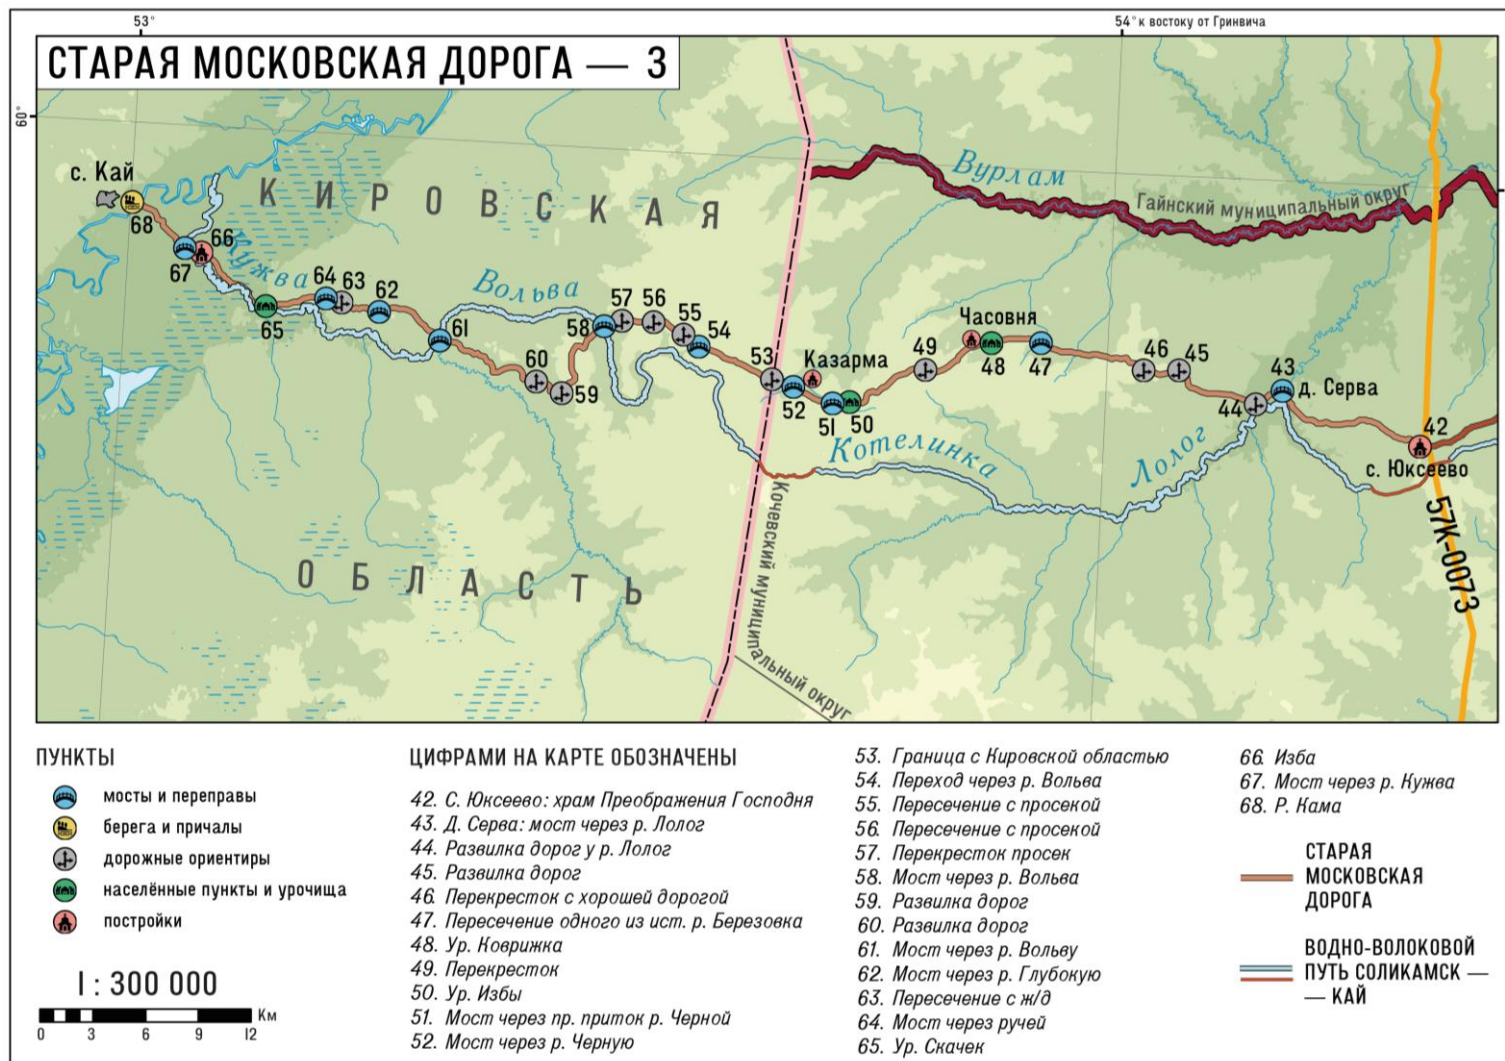 53°
54° к востоку от Гринвича
СТАРАЯ МОСКОВСКАЯ ДОРОГА — 3
60°
с. Кай
КИРОВСКАЯ
Вурлам
Гайнский муниципальный округ
68
67
66
Кужва
65
64
63
62
Вольва
61
60
59
58
57
56
55
54
53
Казарма
52
51
50
49
Часовня
48
47
46
45
44
43
д. Серва
42
с. Юксеево
Котелинка
Лолог
Кочевский муниципальный округ
57К-0073
ОБЛАСТЬ
ПУНКТЫ
мосты и переправы
берега и причалы
дорожные ориентиры
населённые пункты и урочища
постройки
1 : 300 000
0 3 6 9 12 Км
ЦИФРАМИ НА КАРТЕ ОБОЗНАЧЕНЫ
42. С. Юксеево: храм Преображения Господня
43. Д. Серва: мост через р. Лолог
44. Развилка дорог у р. Лолог
45. Развилка дорог
46. Перекресток с хорошей дорогой
47. Пересечение одного из ист. р. Березовка
48. Ур. Коврижка
49. Перекресток
50. Ур. Избы
51. Мост через пр. приток р. Черной
52. Мост через р. Черную
53. Граница с Кировской областью
54. Переход через р. Вольва
55. Пересечение с просекой
56. Пересечение с просекой
57. Перекресток просек
58. Мост через р. Вольва
59. Развилка дорог
60. Развилка дорог
61. Мост через р. Вольву
62. Мост через р. Глубокую
63. Пересечение с ж/д
64. Мост через ручей
65. Ур. Скачек
66. Изба
67. Мост через р. Кужва
68. Р. Кама
СТАРАЯ
МОСКОВСКАЯ
ДОРОГА
ВОДНО-ВОЛОКОВОЙ
ПУТЬ СОЛИКАМСК —
— КАЙ